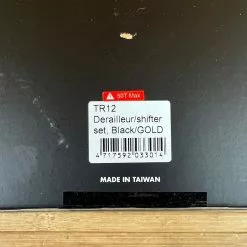 50T Max
TR12
Derailleur/shifter
set, Black/GOLD
4 717592 033014
MADE IN TAIWAN